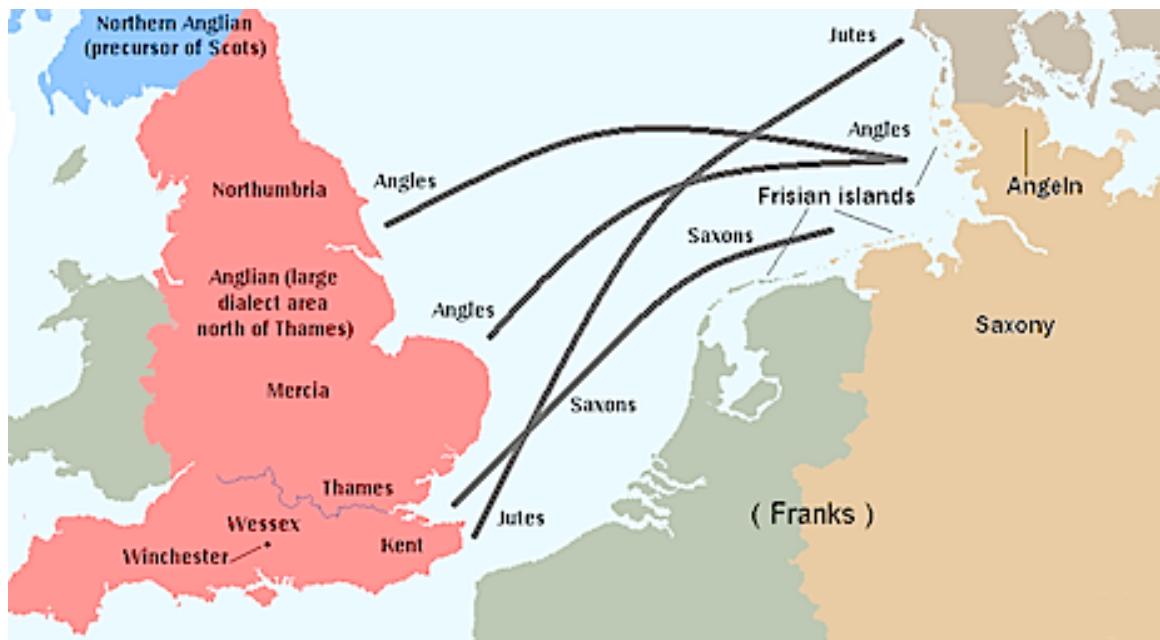 Northern Anglian
(precursor of Scots)
Jutes
Angles
Angles
Northumbria
Angeln
Frisian islands
Saxons
Anglian (large
dialect area
north of Thames)
Angles
Saxony
Mercia
Saxons
Thames
Jutes
( Franks )
Wessex
Kent
Winchester